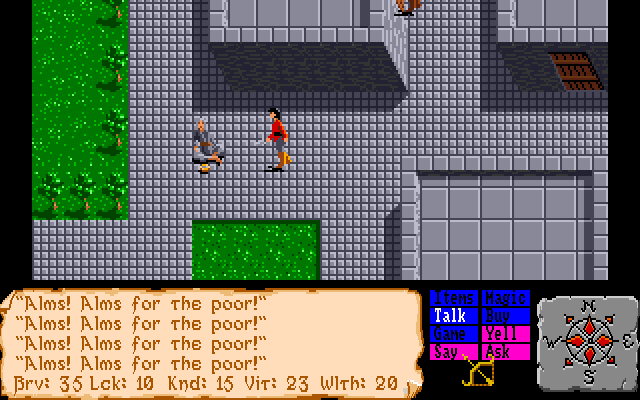 "Alms! Alms for the poor!"
"Alms! Alms for the poor!"
"Alms! Alms for the poor!"
"Alms! Alms for the poor!"
Brv: 35 Lck: 10 Knd: 15 Vit: 23 Wlth: 20
Items Magic
Talk Buy
Game Yell
Say Ask
N
W E
S